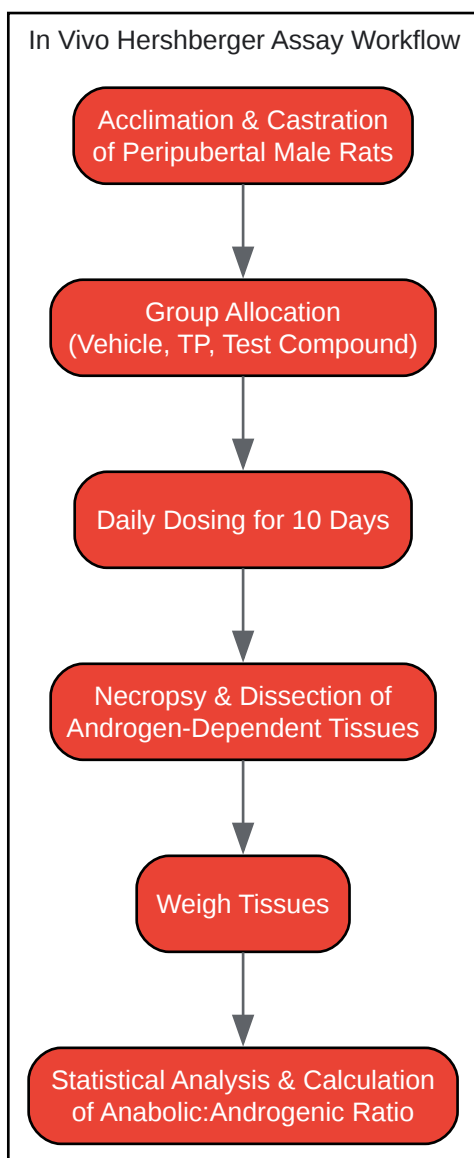 In Vivo Hershberger Assay Workflow
Acclimation & Castration
of Peripubertal Male Rats
Group Allocation
(Vehicle, TP, Test Compound)
Daily Dosing for 10 Days
Necropsy & Dissection of
Androgen-Dependent Tissues
Weigh Tissues
Statistical Analysis & Calculation
of Anabolic:Androgenic Ratio